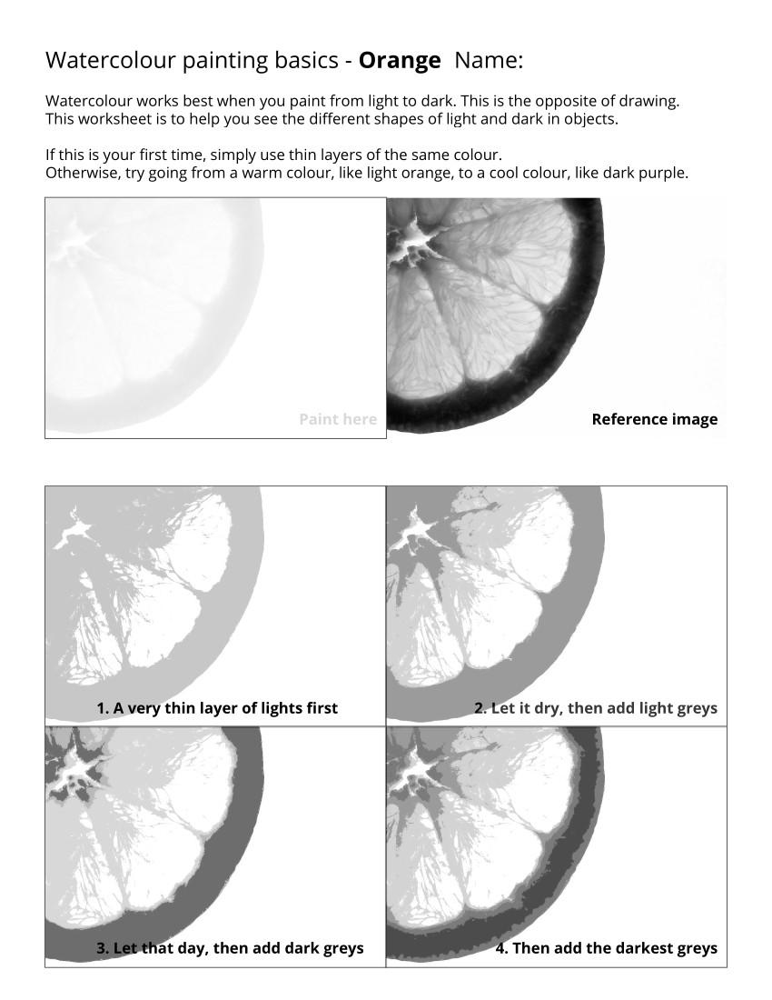 Watercolour painting basics - Orange Name:
Watercolour works best when you paint from light to dark. This is the opposite of drawing.
This worksheet is to help you see the different shapes of light and dark in objects.
If this is your first time, simply use thin layers of the same colour.
Otherwise, try going from a warm colour, like light orange, to a cool colour, like dark purple.
Paint here
Reference image
1. A very thin layer of lights first
2. Let it dry, then add light greys
3. Let that day, then add dark greys
4. Then add the darkest greys